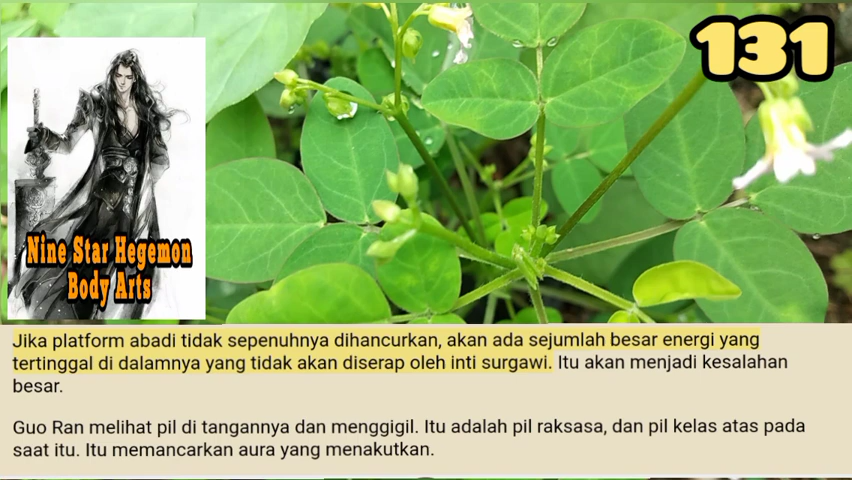 131
Nine Star Hegemon
Body Arts
Jika platform abadi tidak sepenuhnya dihancurkan, akan ada sejumlah besar energi yang
tertinggal di dalamnya yang tidak akan diserap oleh inti surgawi. Itu akan menjadi kesalahan
besar.
Guo Ran melihat pil di tangannya dan menggigil. Itu adalah pil raksasa, dan pil kelas atas pada
saat itu. Itu memancarkan aura yang menakutkan.